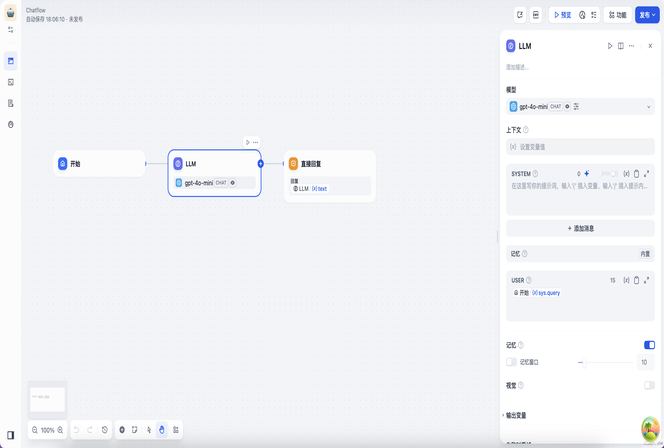 Chatflow
自动保存 18:06:10 · 未发布
预览
功能
发布
开始
LLM
gpt-4o-mini CHAT
直接回复
回复
LLM {x} text
100%
LLM
添加描述...
模型
gpt-4o-mini CHAT
上下文
{x} 设置变量值
SYSTEM 0 {x}
在这里写你的提示词，输入'{' 插入变量、输入'/' 插入提示内...
+ 添加消息
记忆 内置
USER 15 {x}
开始 {x} sys.query
记忆
记忆窗口 10
视觉
输出变量